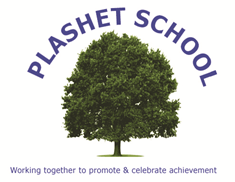 PLASHET SCHOOL
Working together to promote & celebrate achievement